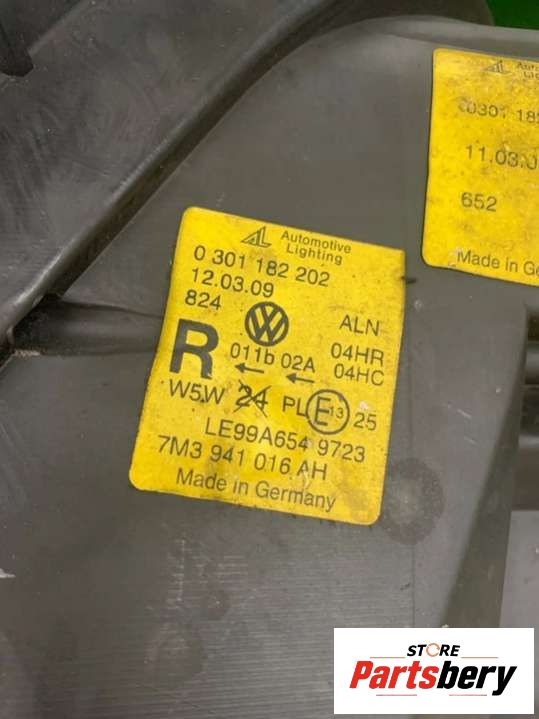 Automotive
Lighting
0 301 182 202
12.03.09
824
ALN
R
011b 02A
04HR
04HC
W5W 24 PL E 13 25
LE99A654 9723
7M3 941 016 AH
Made in Germany
0301 182
11.03.0
652
Made in Ge
STORE
Partsbery